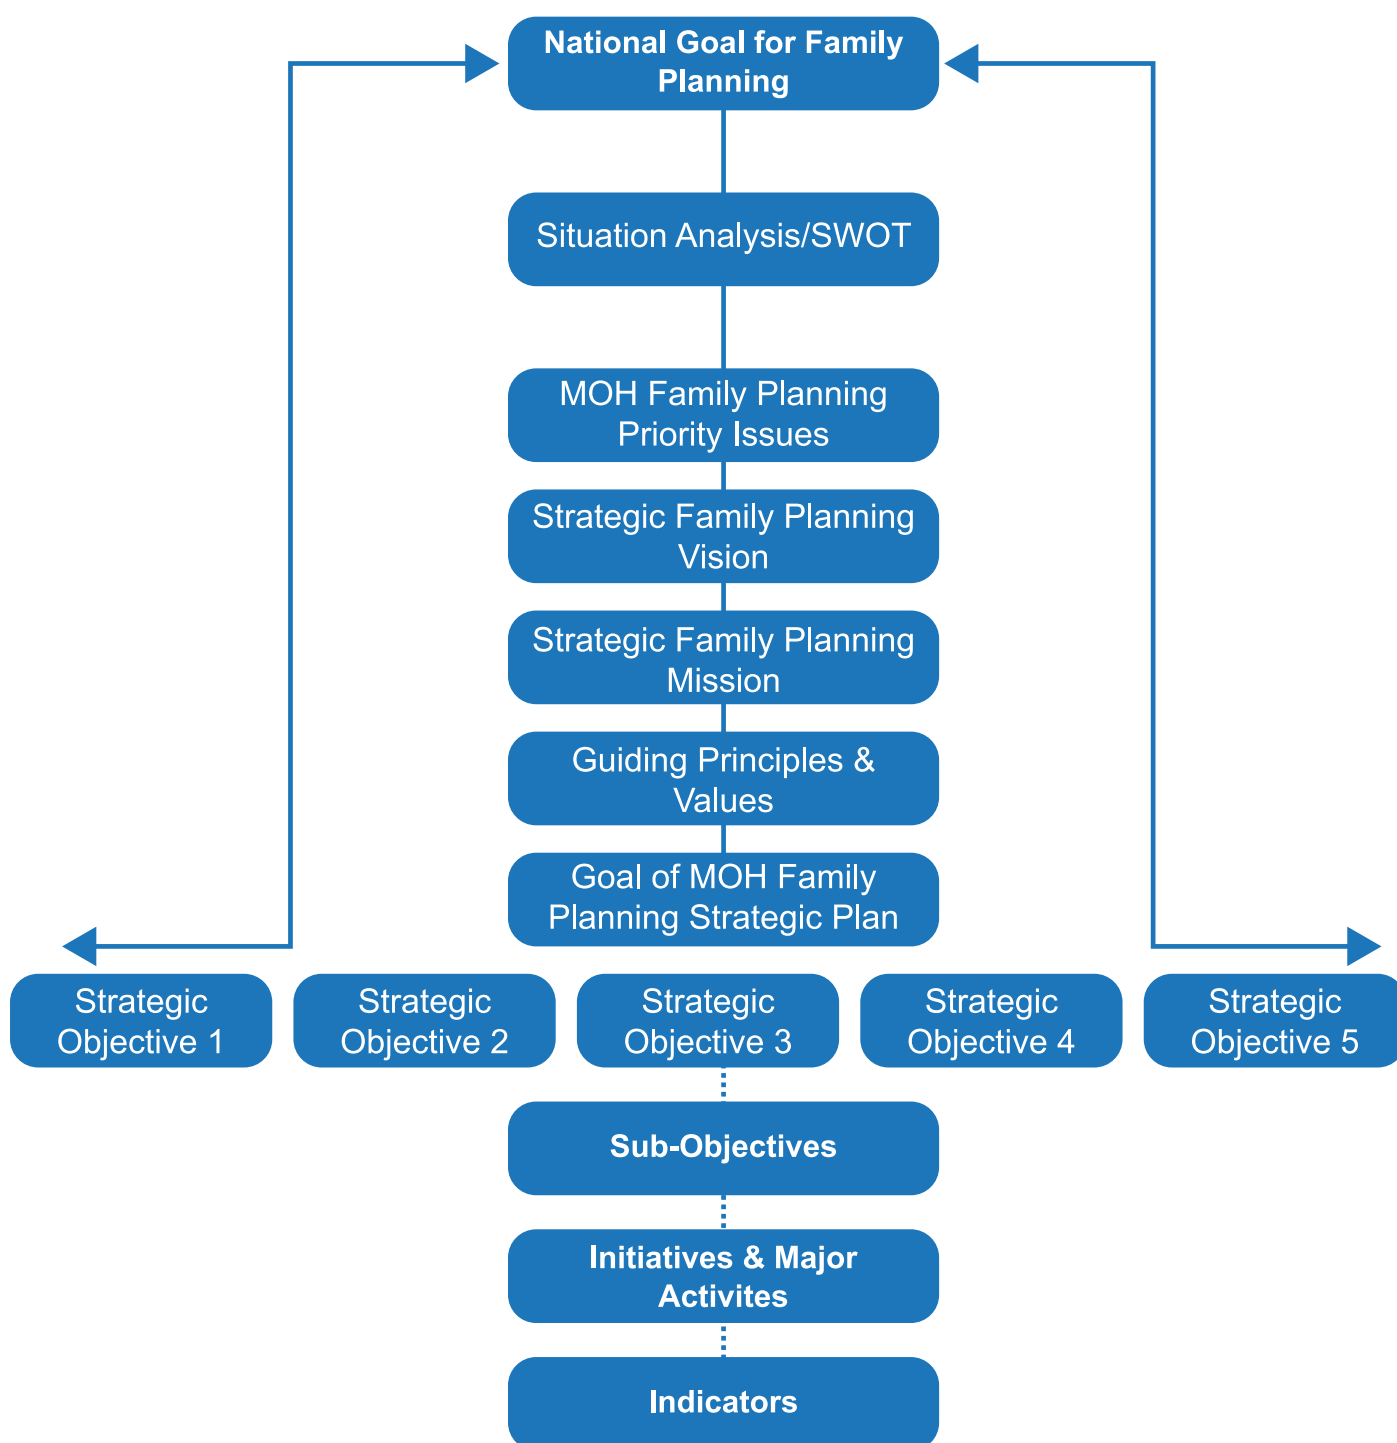 National Goal for Family
Planning
Situation Analysis/SWOT
MOH Family Planning
Priority Issues
Strategic Family Planning
Vision
Strategic Family Planning
Mission
Guiding Principles &
Values
Goal of MOH Family
Planning Strategic Plan
Strategic
Objective 1
Strategic
Objective 2
Strategic
Objective 3
Strategic
Objective 4
Strategic
Objective 5
Sub-Objectives
Initiatives & Major
Activites
Indicators